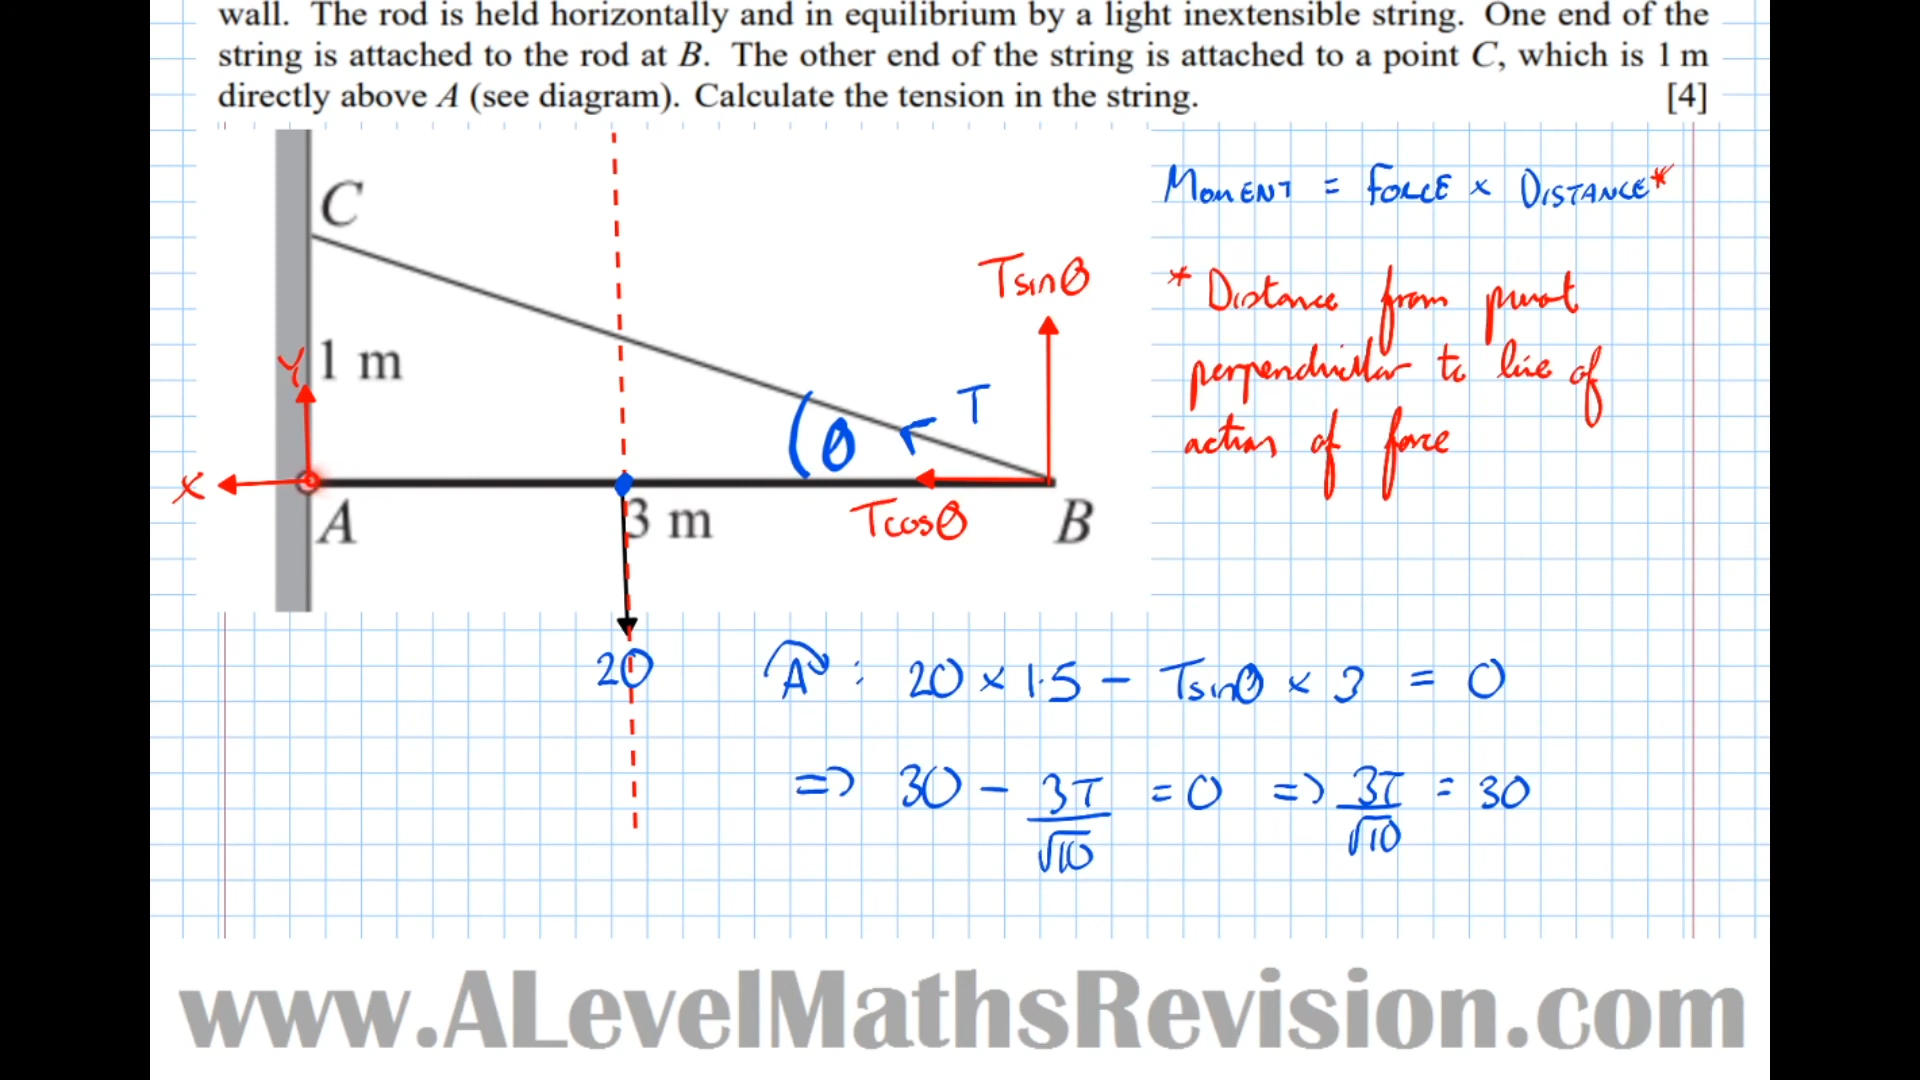 wall. The rod is held horizontally and in equilibrium by a light inextensible string. One end of the
string is attached to the rod at B. The other end of the string is attached to a point C, which is 1 m
directly above A (see diagram). Calculate the tension in the string. [4]
MOMENT = FORCE × DISTANCE*
C
Tsinθ
* Distance from pivot
Y
1 m
perpendicular to line of
T
θ
action of force
X
A
3 m
Tcosθ
B
20
A : 20 × 1.5 - Tsinθ × 3 = 0
=> 30 - 3T/√10 = 0 => 3T/√10 = 30
www.ALevelMathsRevision.com